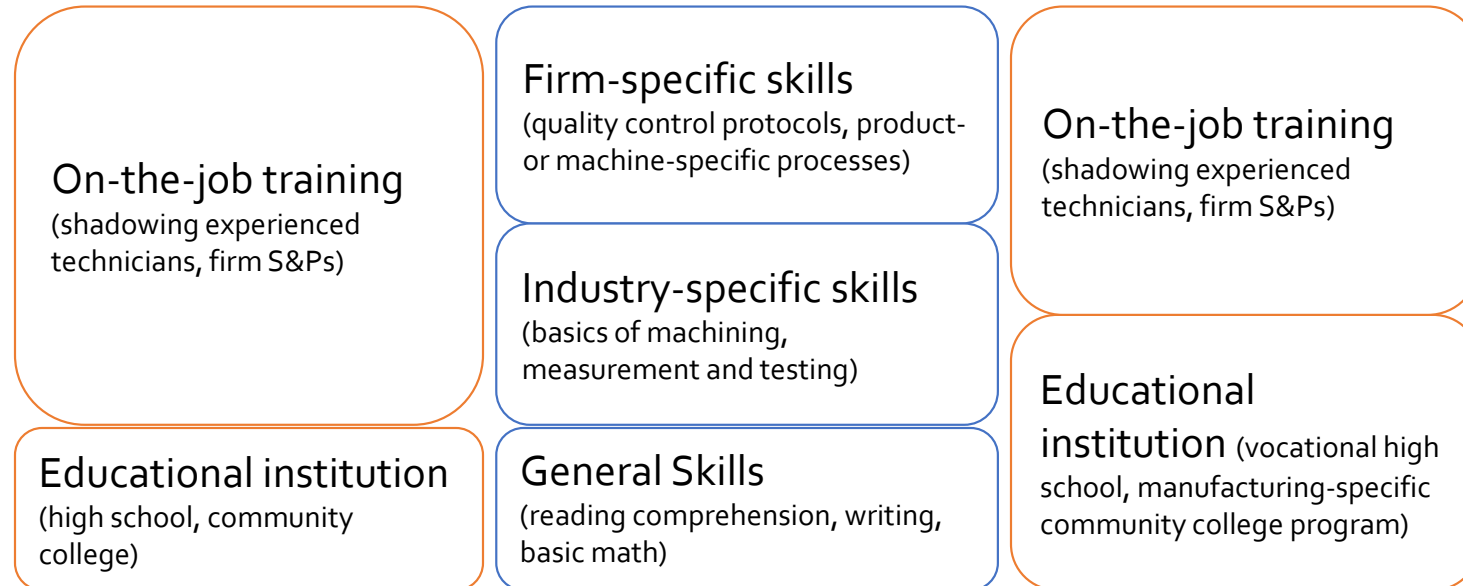 On-the-job training
(shadowing experienced
technicians, firm S&Ps)
Educational institution
(high school, community
college)
Firm-specific skills
(quality control protocols, product-
or machine-specific processes)
Industry-specific skills
(basics of machining,
measurement and testing)
General Skills
(reading comprehension, writing,
basic math)
On-the-job training
(shadowing experienced
technicians, firm S&Ps)
Educational
institution (vocational high
school, manufacturing-specific
community college program)